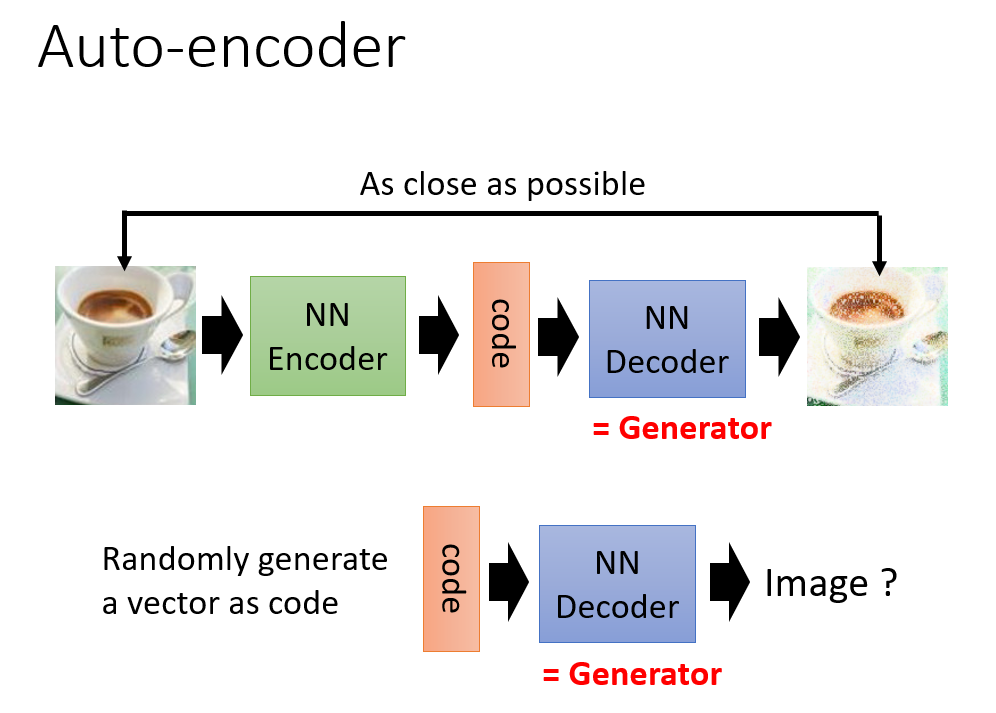 Auto-encoder
As close as possible
NN
Encoder
code
NN
Decoder
= Generator
Randomly generate
a vector as code
code
NN
Decoder
Image ?
= Generator